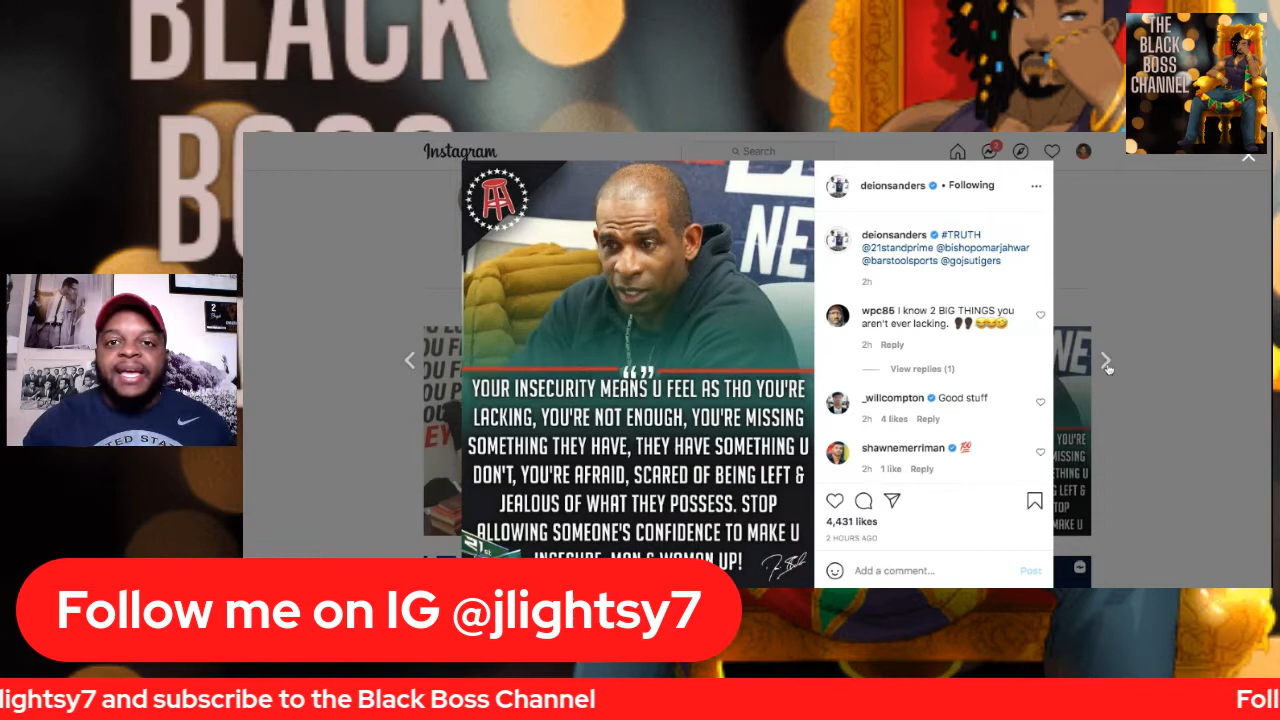 BLACK
THE
BLACK
BOSS
CHANNEL
Instagram
Search
3
deionsanders • Following
deionsanders #TRUTH
@21standprime @bishopomarjahwar
@barstoolsports @gojsutigers
2h
wpc85 I know 2 BIG THINGS you
aren't ever lacking.
2h Reply
View replies (1)
_willcompton Good stuff
2h 4 likes Reply
shawnemerriman 💯
2h 1 like Reply
4,431 likes
2 HOURS AGO
Add a comment... Post
NE
“”
YOUR INSECURITY MEANS U FEEL AS THO YOU'RE
LACKING, YOU'RE NOT ENOUGH, YOU'RE MISSING
SOMETHING THEY HAVE, THEY HAVE SOMETHING U
DON'T, YOU'RE AFRAID, SCARED OF BEING LEFT &
JEALOUS OF WHAT THEY POSSESS. STOP
ALLOWING SOMEONE'S CONFIDENCE TO MAKE U
UP!
21st
Follow me on IG @jlightsy7
lightsy7 and subscribe to the Black Boss Channel
Foll